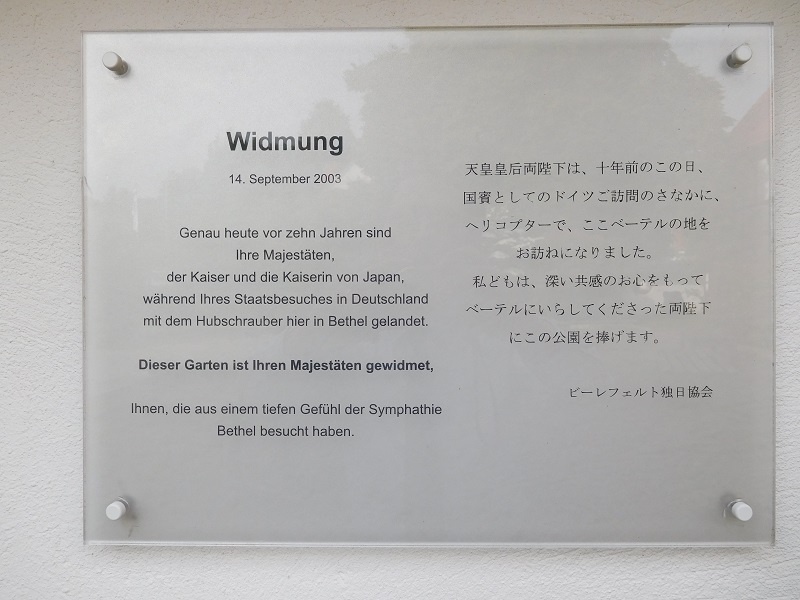 Widmung
14. September 2003
Genau heute vor zehn Jahren sind
Ihre Majestäten,
der Kaiser und die Kaiserin von Japan,
während Ihres Staatsbesuches in Deutschland
mit dem Hubschrauber hier in Bethel gelandet.
Dieser Garten ist Ihren Majestäten gewidmet,
Ihnen, die aus einem tiefen Gefühl der Symphathie
Bethel besucht haben.
天皇皇后両陛下は、十年前のこの日、
国賓としてのドイツご訪問のさなかに、
ヘリコプターで、ここベーテルの地を
お訪ねになりました。
私どもは、深い共感のお心をもって
ベーテルにいらしてくださった両陛下
にこの公園を捧げます。
ビーレフェルト独日協会